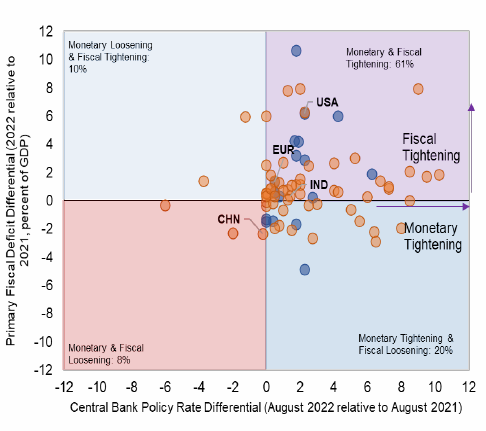 12
10
8
6
4
2
0
-2
-4
-6
-8
-10
-12
Primary Fiscal Deficit Differential (2022 relative to
2021, percent of GDP)
Monetary Loosening
& Fiscal Tightening:
10%
Monetary & Fiscal
Tightening: 61%
USA
EUR
Fiscal
Tightening
IND
CHN
Monetary
Tightening
Monetary & Fiscal
Loosening: 8%
Monetary Tightening &
Fiscal Loosening: 20%
-12 -10 -8 -6 -4 -2 0 2 4 6 8 10 12
Central Bank Policy Rate Differential (August 2022 relative to August 2021)